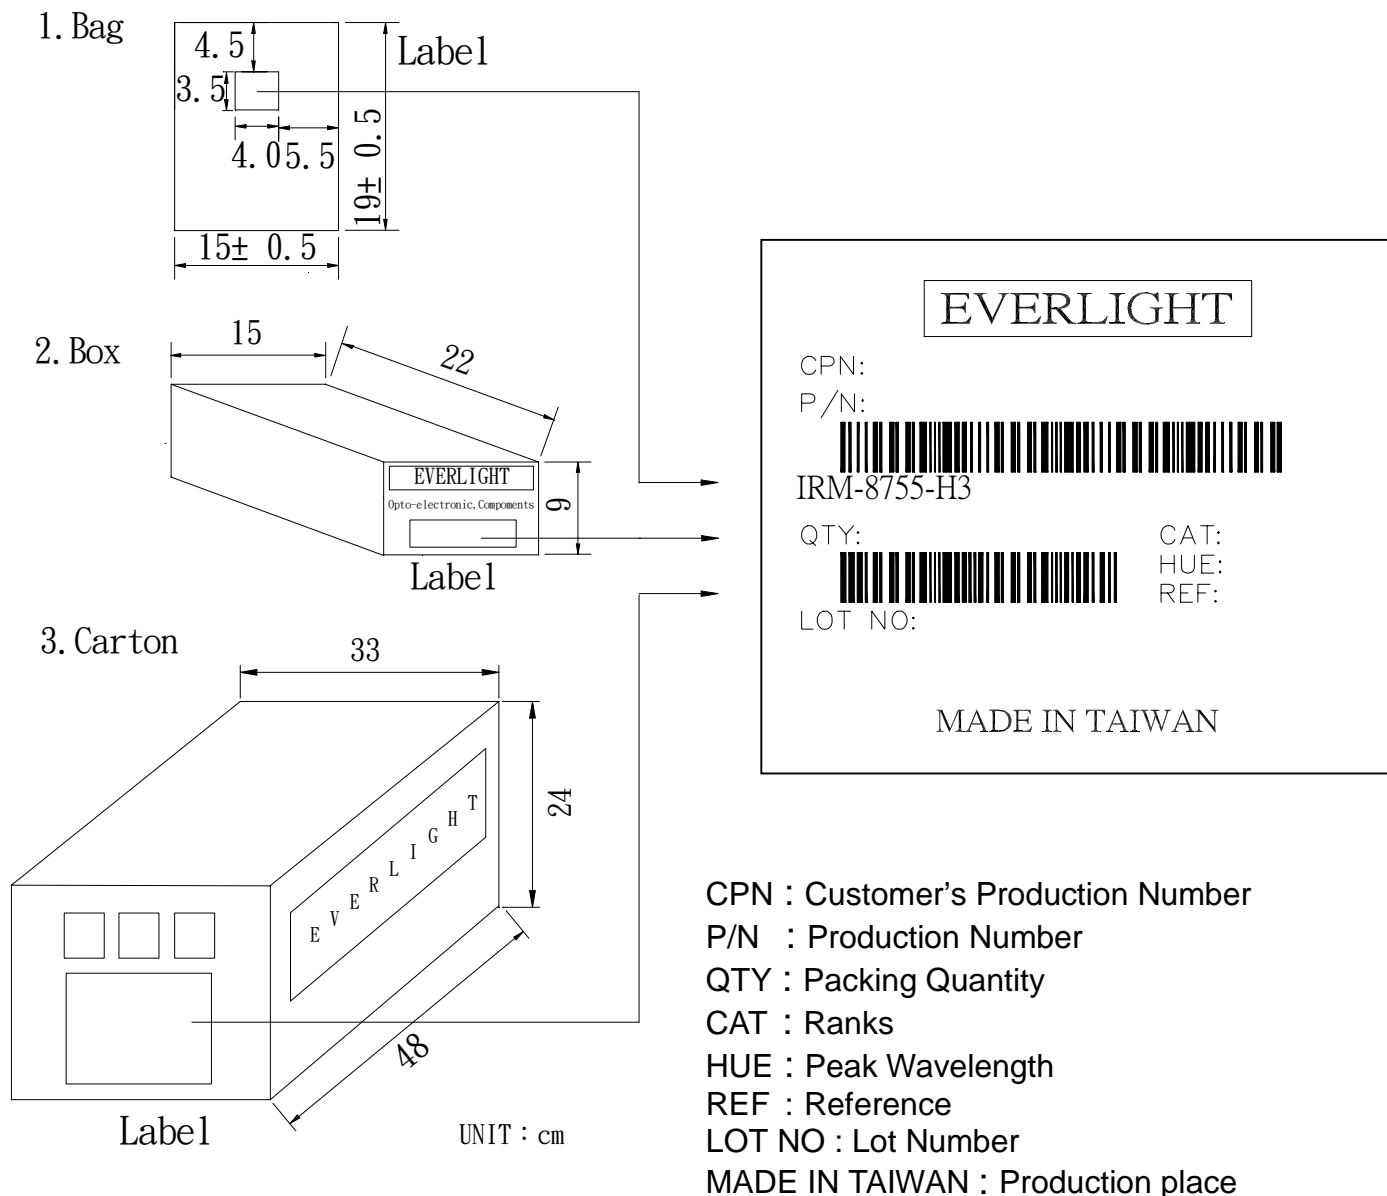 1. Bag
4.5
Label
3.5
4.0 5.5
19± 0.5
15± 0.5
2. Box
15
22
EVERLIGHT
Opto-electronic, Compoments
9
Label
3. Carton
33
24
EVERLIGHT
48
Label
UNIT：cm
EVERLIGHT
CPN:
P/N:
IRM-8755-H3
QTY: CAT:
HUE:
REF:
LOT NO:
MADE IN TAIWAN
CPN：Customer's Production Number
P/N ：Production Number
QTY：Packing Quantity
CAT ：Ranks
HUE：Peak Wavelength
REF : Reference
LOT NO : Lot Number
MADE IN TAIWAN : Production place